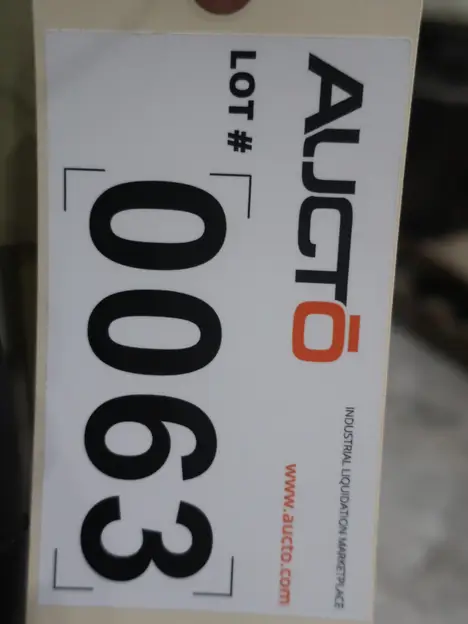 AUCTŌ
INDUSTRIAL LIQUIDATION MARKETPLACE
www.aucto.com
LOT #
0063